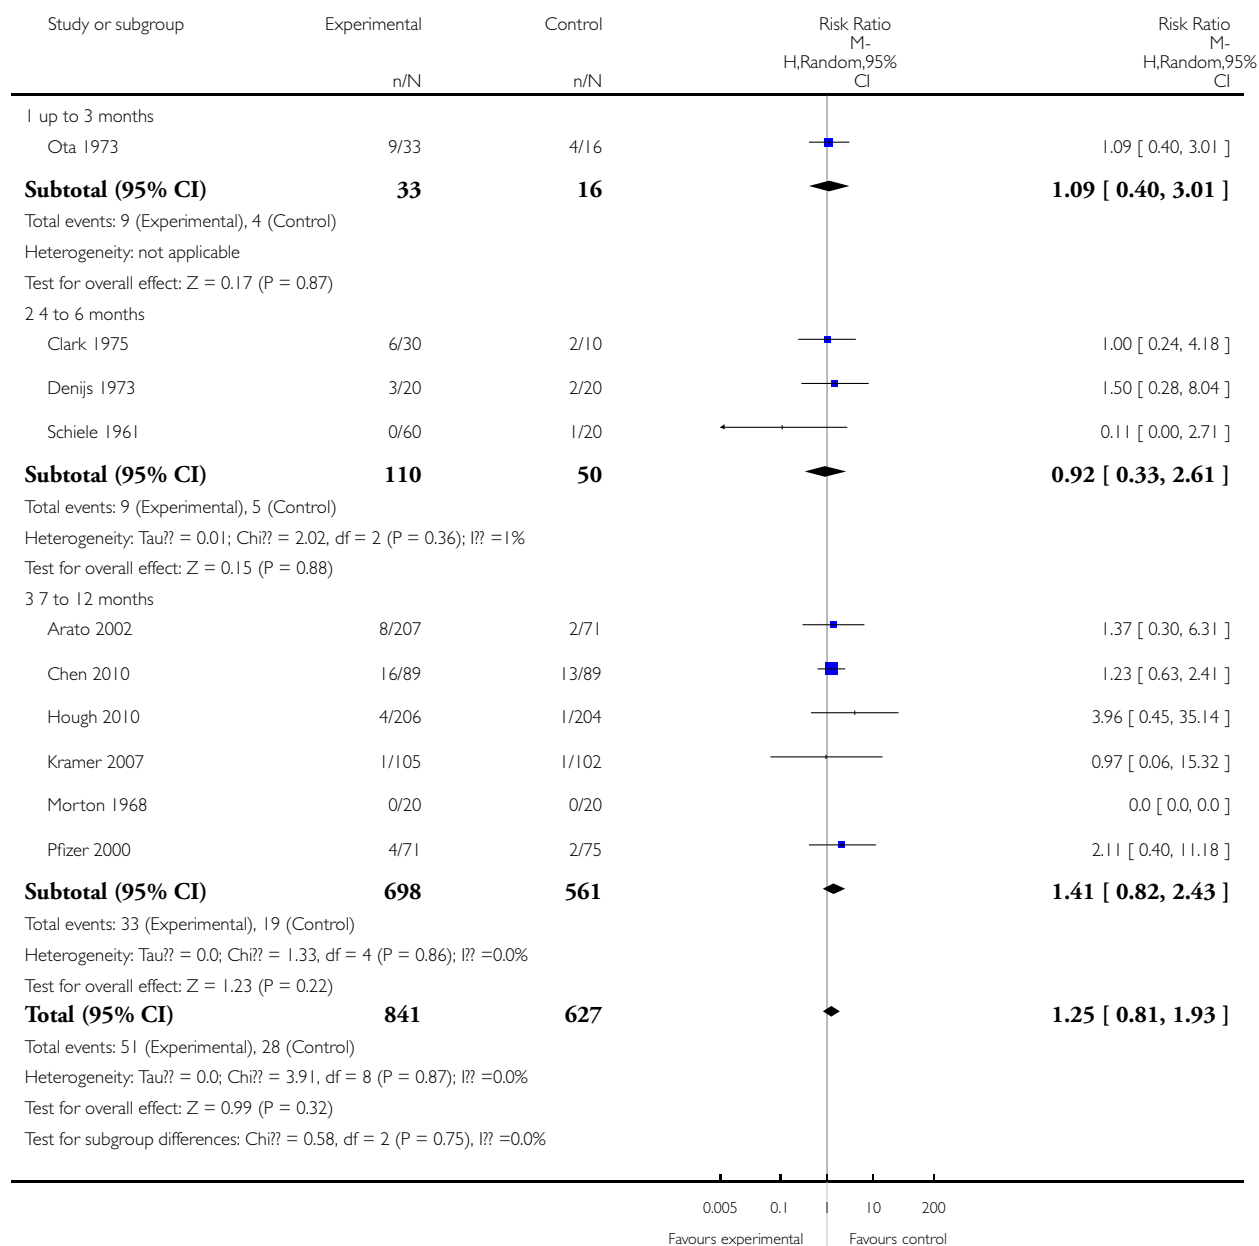 Study or subgroup Experimental Control Risk Ratio Risk Ratio
M- M-
H,Random,95% H,Random,95%
n/N n/N CI CI
1 up to 3 months
Ota 1973 9/33 4/16 1.09 [ 0.40, 3.01 ]
Subtotal (95% CI) 33 16 1.09 [ 0.40, 3.01 ]
Total events: 9 (Experimental), 4 (Control)
Heterogeneity: not applicable
Test for overall effect: Z = 0.17 (P = 0.87)
2 4 to 6 months
Clark 1975 6/30 2/10 1.00 [ 0.24, 4.18 ]
Denijs 1973 3/20 2/20 1.50 [ 0.28, 8.04 ]
Schiele 1961 0/60 1/20 0.11 [ 0.00, 2.71 ]
Subtotal (95% CI) 110 50 0.92 [ 0.33, 2.61 ]
Total events: 9 (Experimental), 5 (Control)
Heterogeneity: Tau?? = 0.01; Chi?? = 2.02, df = 2 (P = 0.36); I?? =1%
Test for overall effect: Z = 0.15 (P = 0.88)
3 7 to 12 months
Arato 2002 8/207 2/71 1.37 [ 0.30, 6.31 ]
Chen 2010 16/89 13/89 1.23 [ 0.63, 2.41 ]
Hough 2010 4/206 1/204 3.96 [ 0.45, 35.14 ]
Kramer 2007 1/105 1/102 0.97 [ 0.06, 15.32 ]
Morton 1968 0/20 0/20 0.0 [ 0.0, 0.0 ]
Pfizer 2000 4/71 2/75 2.11 [ 0.40, 11.18 ]
Subtotal (95% CI) 698 561 1.41 [ 0.82, 2.43 ]
Total events: 33 (Experimental), 19 (Control)
Heterogeneity: Tau?? = 0.0; Chi?? = 1.33, df = 4 (P = 0.86); I?? =0.0%
Test for overall effect: Z = 1.23 (P = 0.22)
Total (95% CI) 841 627 1.25 [ 0.81, 1.93 ]
Total events: 51 (Experimental), 28 (Control)
Heterogeneity: Tau?? = 0.0; Chi?? = 3.91, df = 8 (P = 0.87); I?? =0.0%
Test for overall effect: Z = 0.99 (P = 0.32)
Test for subgroup differences: Chi?? = 0.58, df = 2 (P = 0.75), I?? =0.0%
0.005 0.1 1 10 200
Favours experimental Favours control